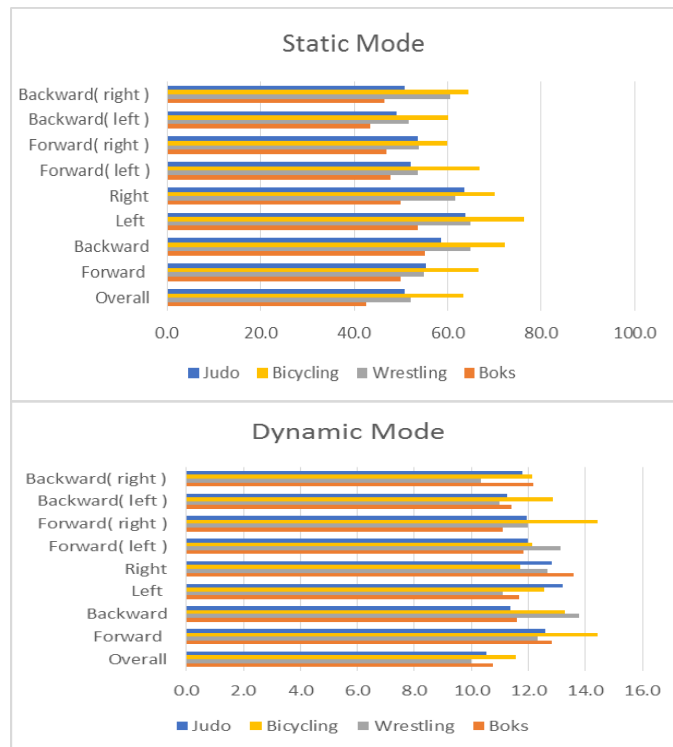 Static Mode
Backward( right )
Backward( left )
Forward( right )
Forward( left )
Right
Left
Backward
Forward
Overall
0.0 20.0 40.0 60.0 80.0 100.0
Judo Bicycling Wrestling Boks
Dynamic Mode
Backward( right )
Backward( left )
Forward( right )
Forward( left )
Right
Left
Backward
Forward
Overall
0.0 2.0 4.0 6.0 8.0 10.0 12.0 14.0 16.0
Judo Bicycling Wrestling Boks